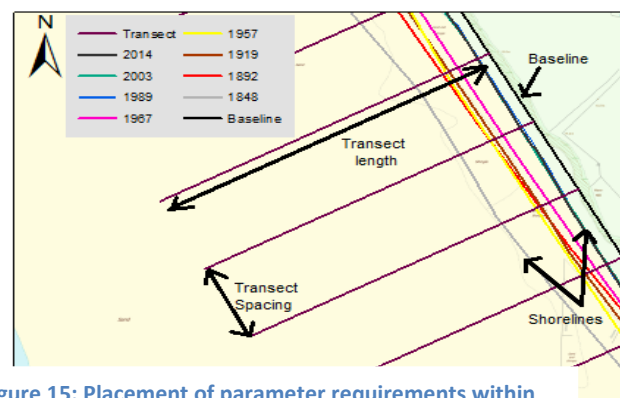 N
Transect
2014
2003
1989
1967
1957
1919
1892
1848
Baseline
Baseline
Transect
length
Transect
Spacing
Shorelines
gure 15: Placement of parameter requirements within